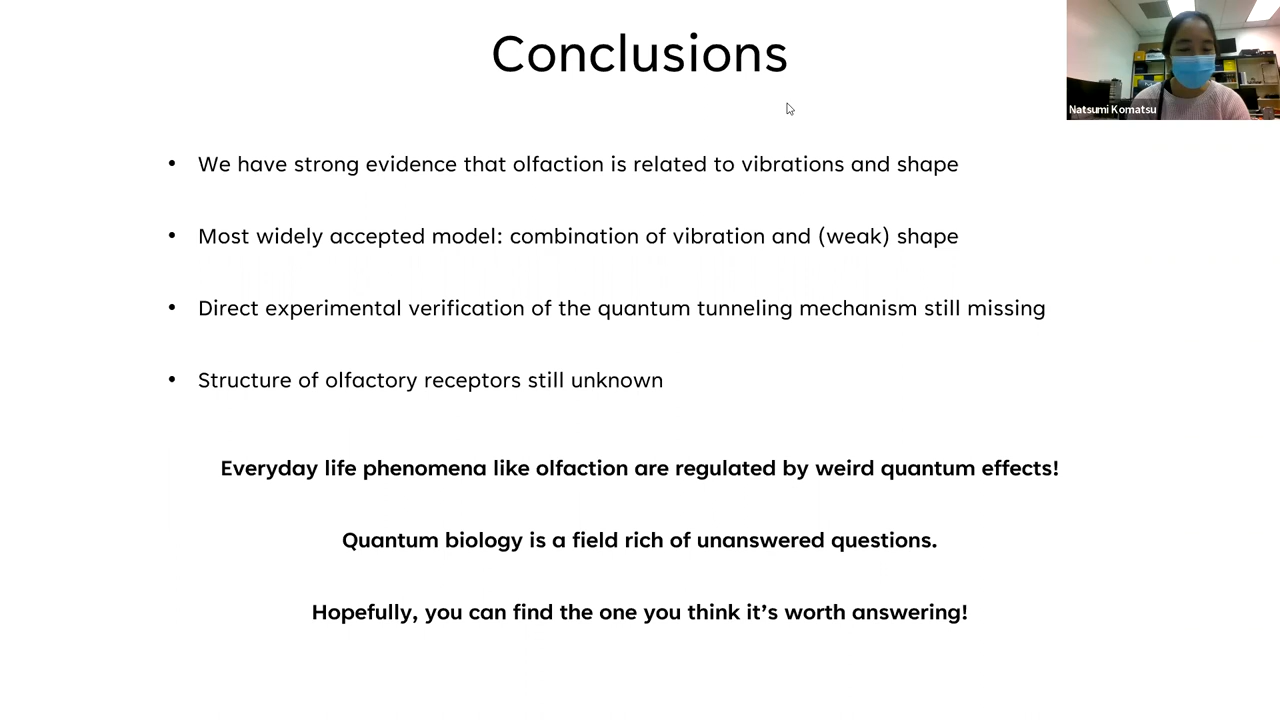 Conclusions
Natsumi Komatsu
• We have strong evidence that olfaction is related to vibrations and shape
• Most widely accepted model: combination of vibration and (weak) shape
• Direct experimental verification of the quantum tunneling mechanism still missing
• Structure of olfactory receptors still unknown
Everyday life phenomena like olfaction are regulated by weird quantum effects!
Quantum biology is a field rich of unanswered questions.
Hopefully, you can find the one you think it’s worth answering!